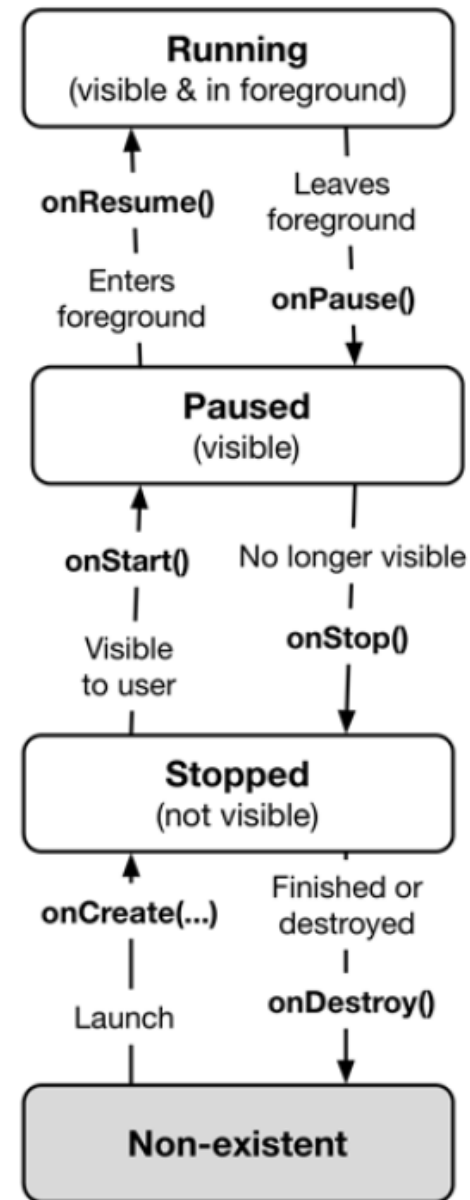 Running
(visible & in foreground)
onResume()
Enters
foreground
Leaves
foreground
onPause()
Paused
(visible)
onStart()
Visible
to user
No longer visible
onStop()
Stopped
(not visible)
onCreate(...)
Launch
Finished or
destroyed
onDestroy()
Non-existent